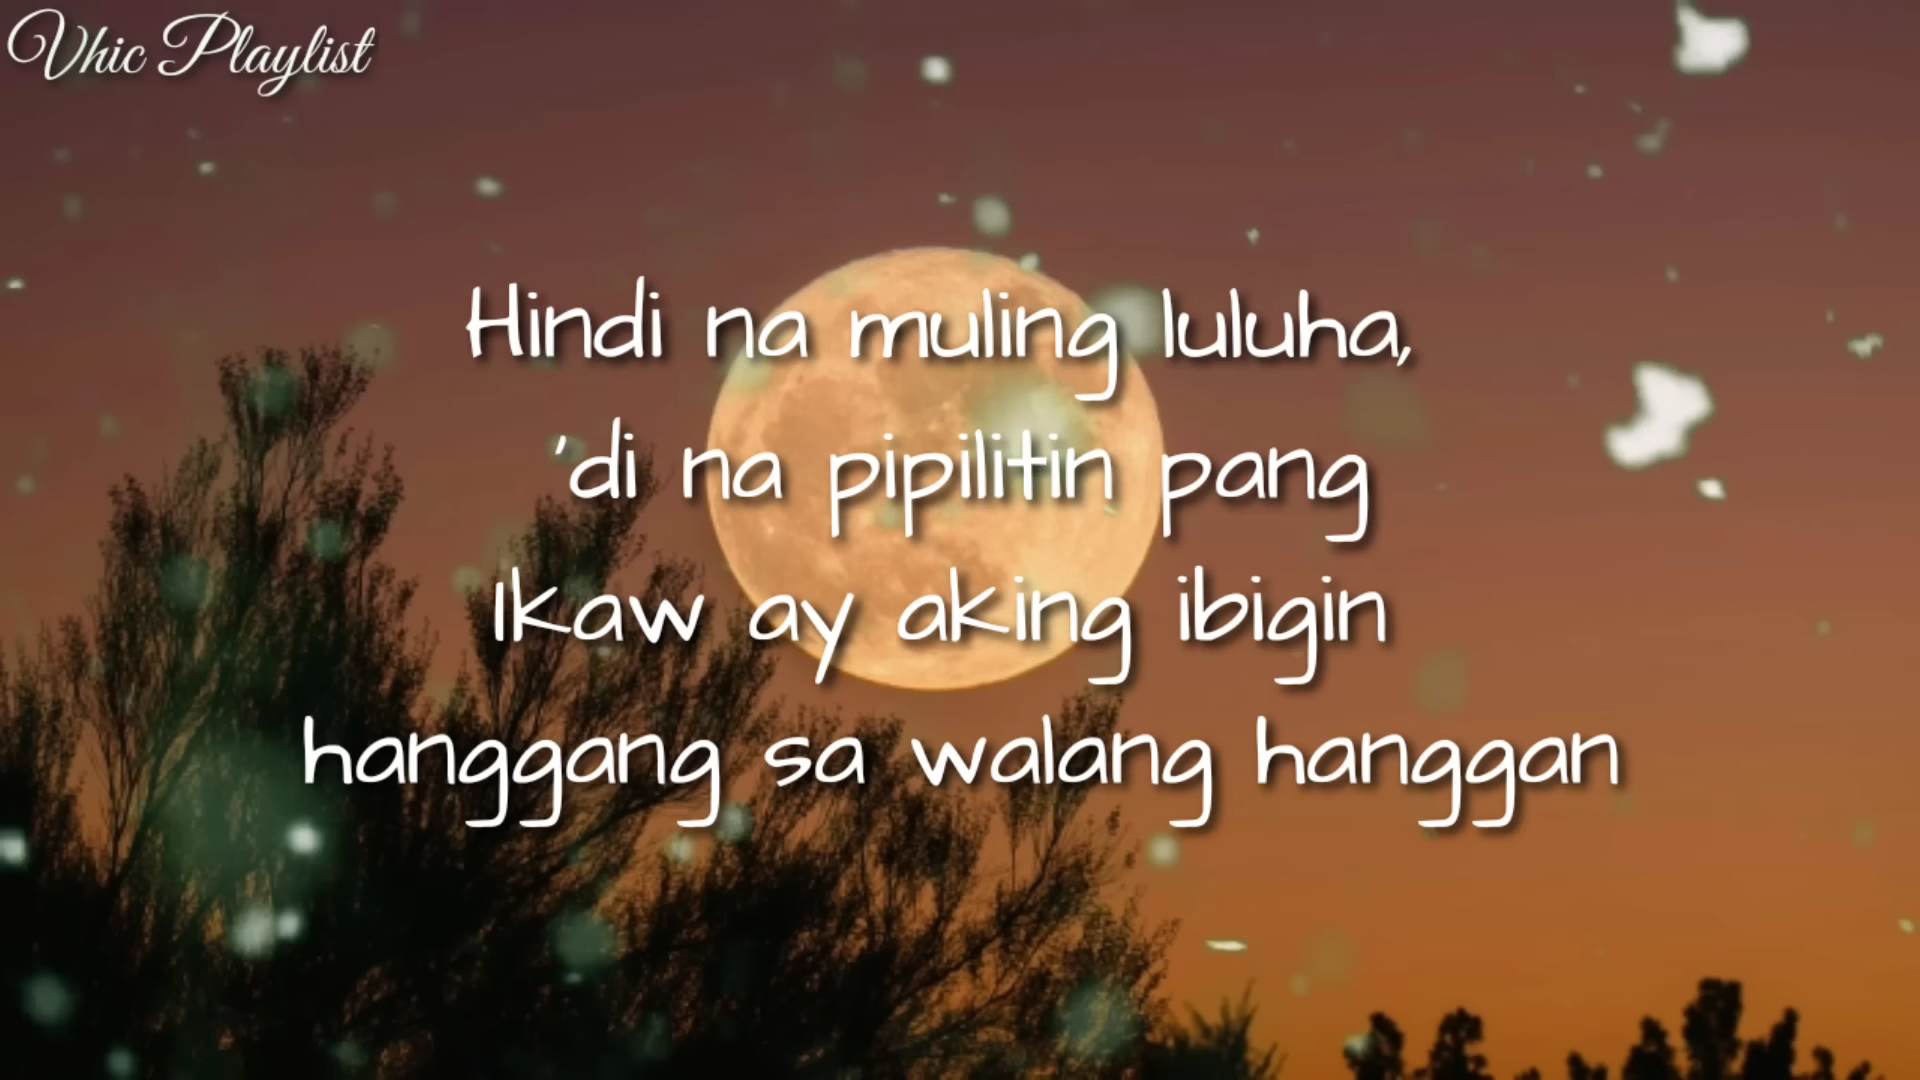 Vhic Playlist
Hindi na muling luluha,
'di na pipilitin pang
Ikaw ay aking ibigin
hanggang sa walang hanggan